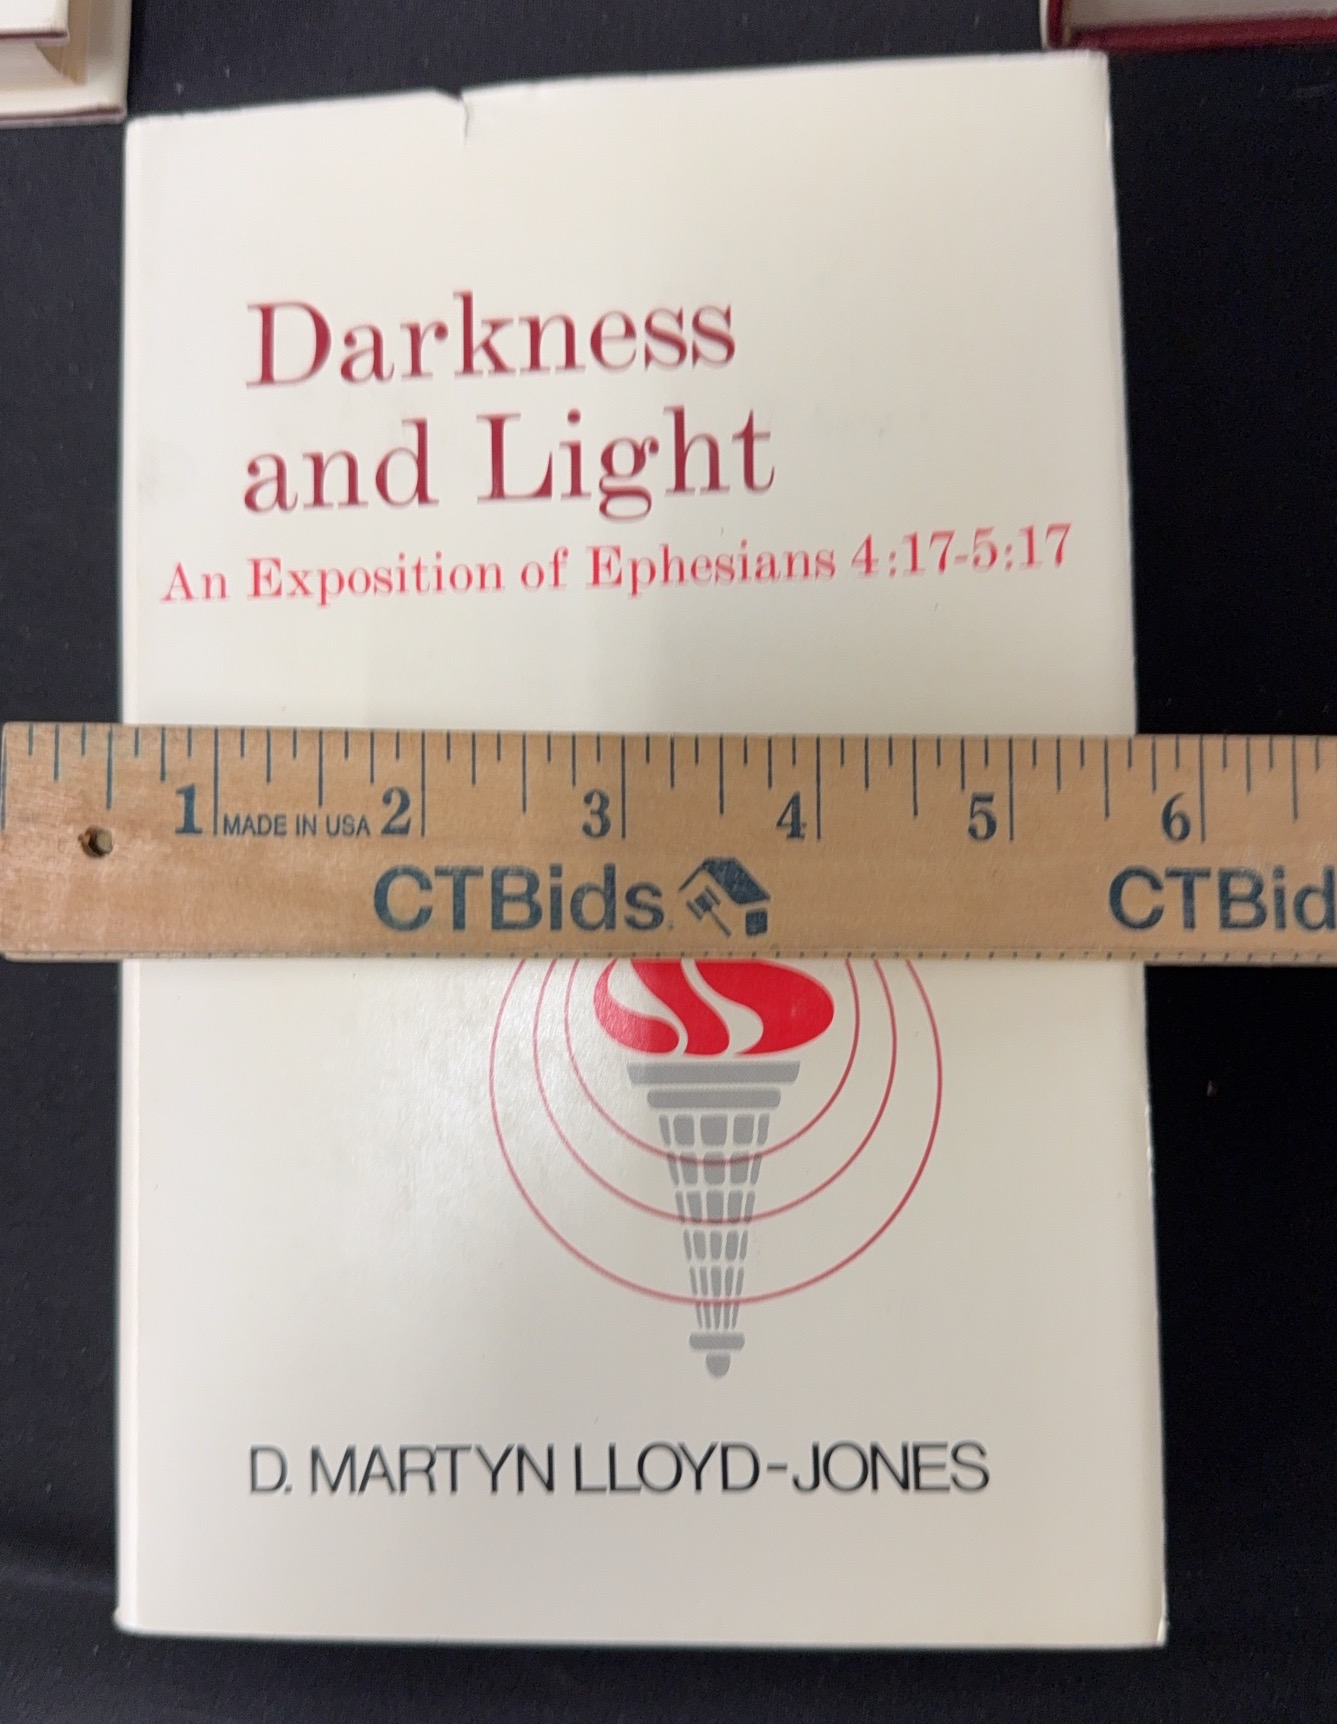 Darkness
and Light
An Exposition of Ephesians 4:17-5:17
1 MADE IN USA 2 3 4 5 6
CTBids. CTBid
D. MARTYN LLOYD-JONES